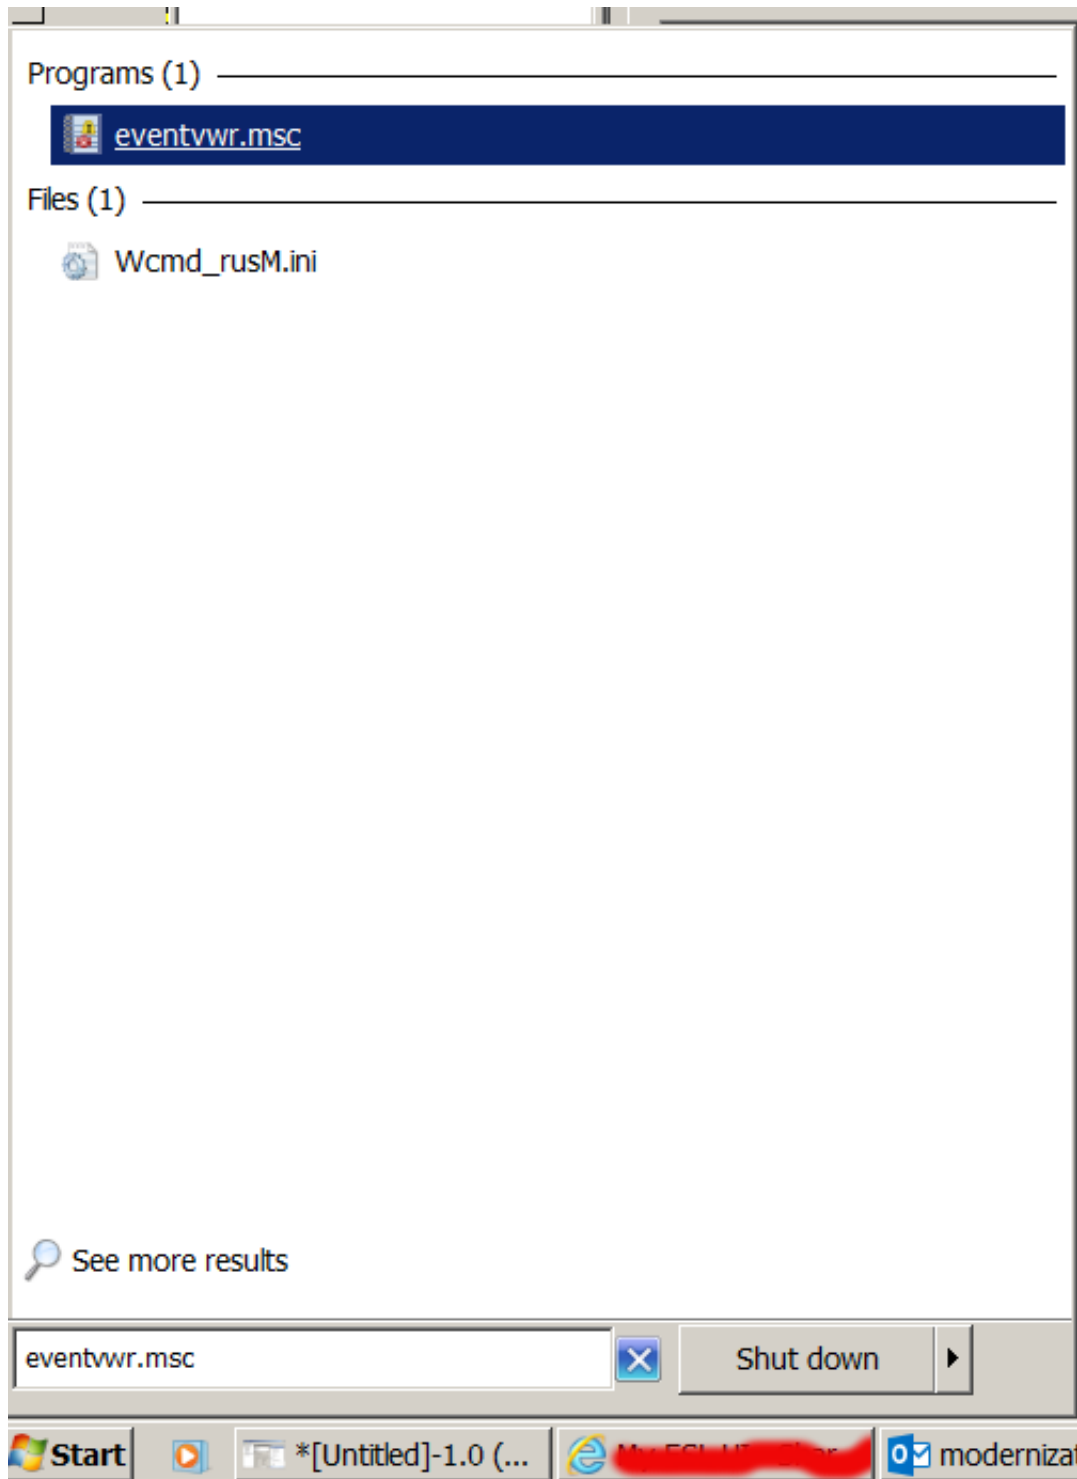 Programs (1)
eventvwr.msc
Files (1)
Wcmd_rusM.ini
See more results
eventvwr.msc
Shut down
Start
*[Untitled]-1.0 (...
modernizat